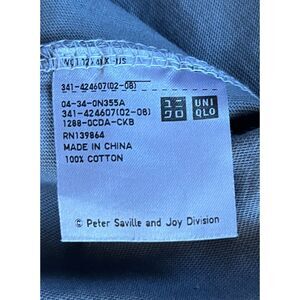 341-424607(02-08)
04-34-0N355A
341-424607(02-08)
1288-0CDA-CKB
RN139864
MADE IN CHINA
100% COTTON
ユニ
クロ
UNI
QLO
© Peter Saville and Joy Division